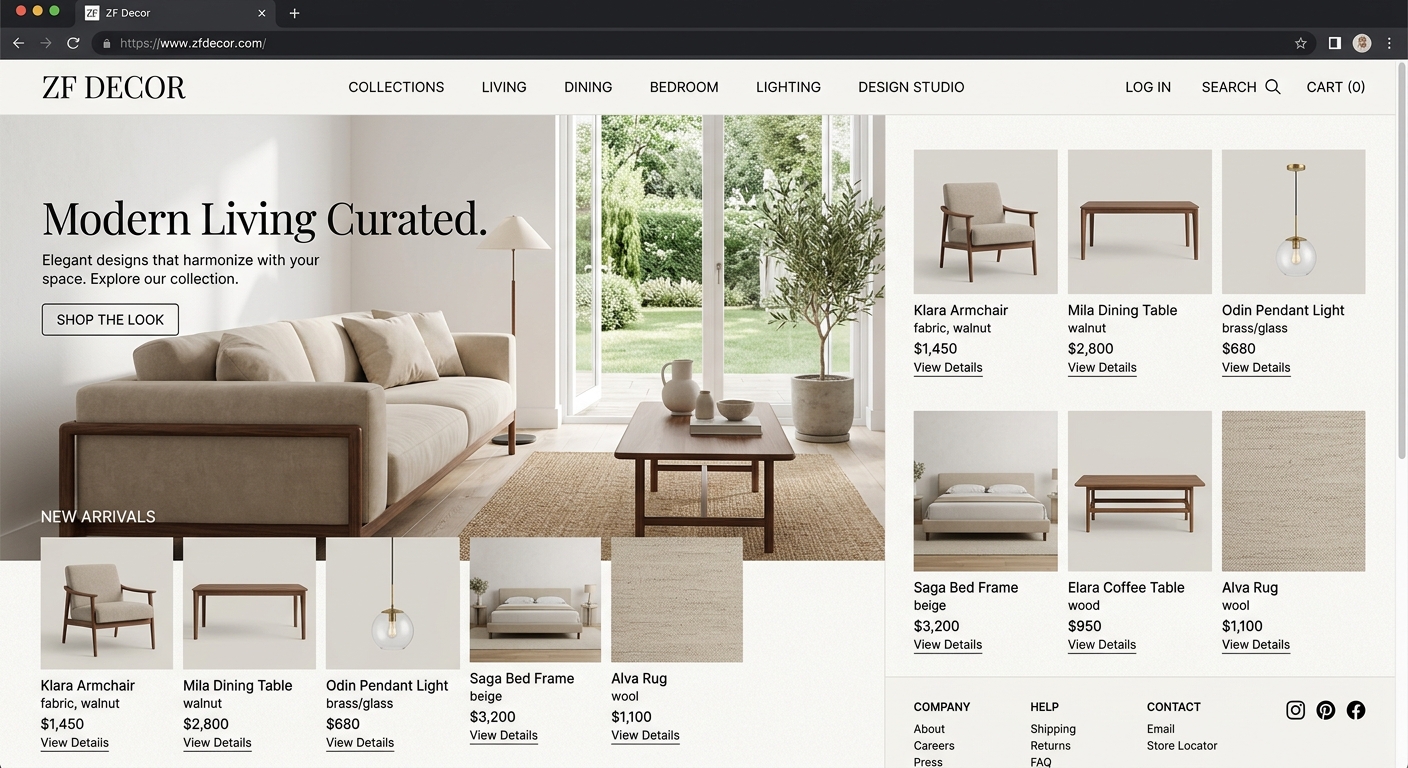 ZF
ZF Decor
https://www.zfdecor.com/
ZF DECOR
COLLECTIONS
LIVING
DINING
BEDROOM
LIGHTING
DESIGN STUDIO
LOG IN
SEARCH
CART (0)
Modern Living Curated.
Elegant designs that harmonize with your
space. Explore our collection.
SHOP THE LOOK
NEW ARRIVALS
Klara Armchair
fabric, walnut
$1,450
View Details
Mila Dining Table
walnut
$2,800
View Details
Odin Pendant Light
brass/glass
$680
View Details
Saga Bed Frame
beige
$3,200
View Details
Alva Rug
wool
$1,100
View Details
Klara Armchair
fabric, walnut
$1,450
View Details
Mila Dining Table
walnut
$2,800
View Details
Odin Pendant Light
brass/glass
$680
View Details
Saga Bed Frame
beige
$3,200
View Details
Elara Coffee Table
wood
$950
View Details
Alva Rug
wool
$1,100
View Details
COMPANY
About
Careers
Press
HELP
Shipping
Returns
FAQ
CONTACT
Email
Store Locator